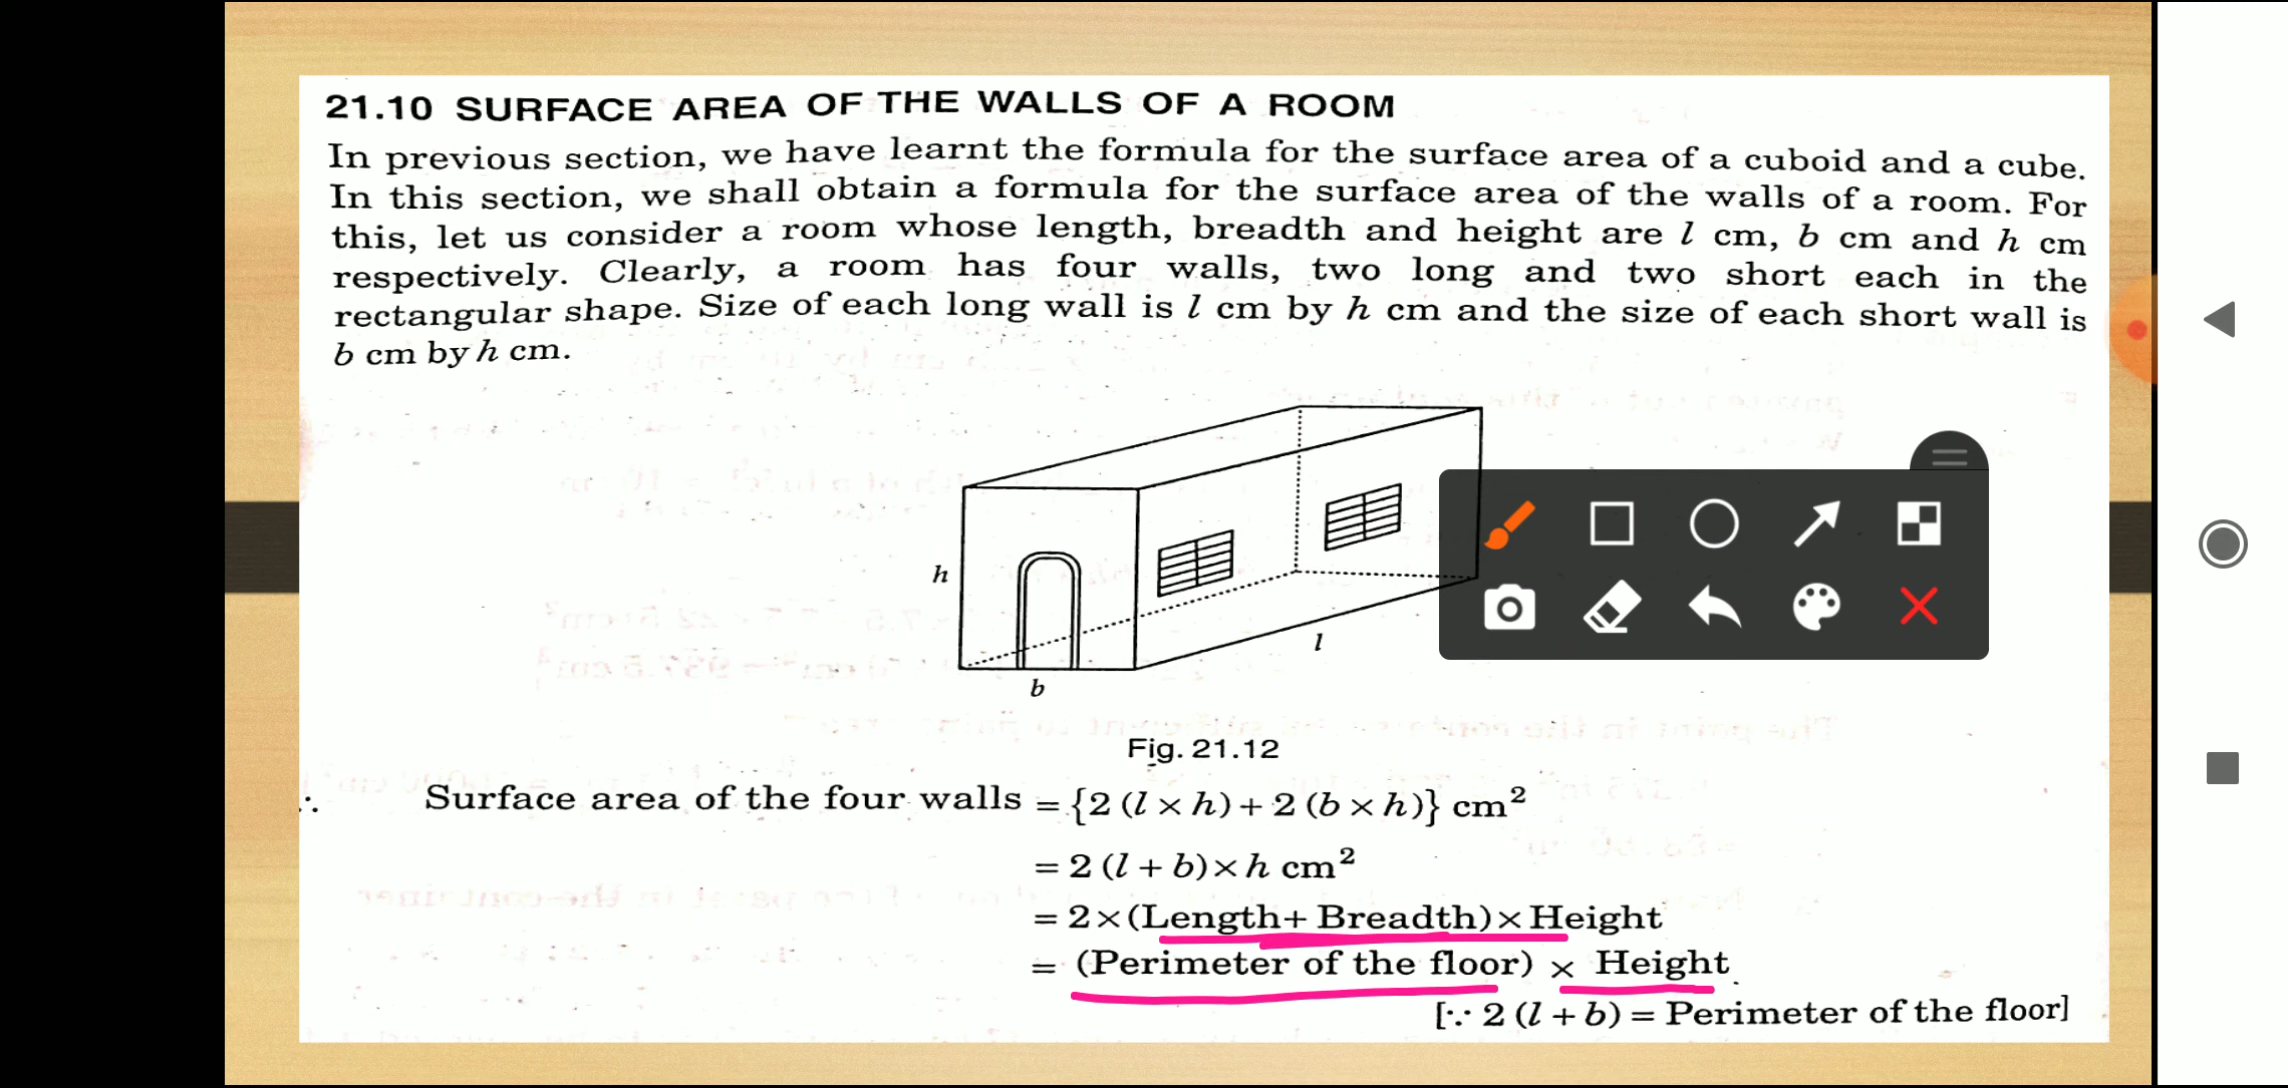 21.10 SURFACE AREA OF THE WALLS OF A ROOM
In previous section, we have learnt the formula for the surface area of a cuboid and a cube.
In this section, we shall obtain a formula for the surface area of the walls of a room. For
this, let us consider a room whose length, breadth and height are l cm, b cm and h cm
respectively. Clearly, a room has four walls, two long and two short each in the
rectangular shape. Size of each long wall is l cm by h cm and the size of each short wall is
b cm by h cm.
h
l
b
Fig. 21.12
∴ Surface area of the four walls = {2 (l × h) + 2 (b × h)} cm²
= 2 (l + b) × h cm²
= 2 × (Length + Breadth) × Height
= (Perimeter of the floor) × Height
[∵ 2 (l + b) = Perimeter of the floor]